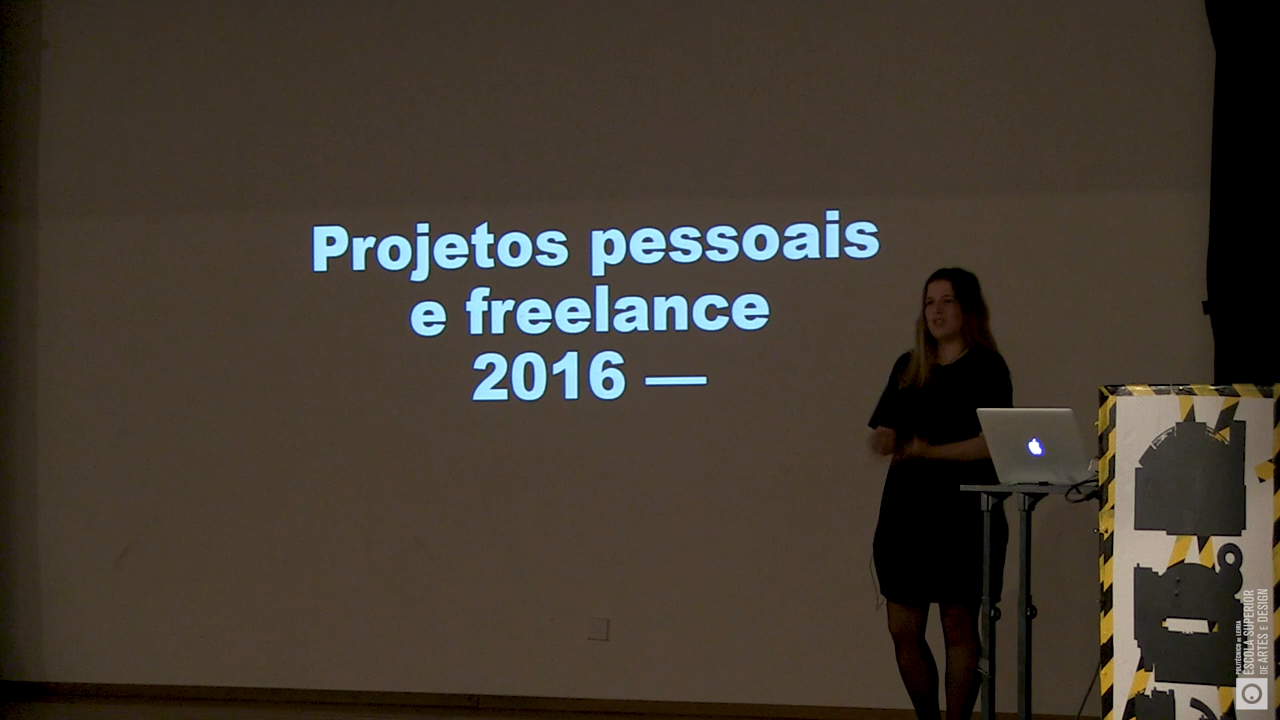 Projetos pessoais
e freelance
2016 —
POLITÉCNICO DE LEIRIA
ESCOLA SUPERIOR
DE ARTES E DESIGN